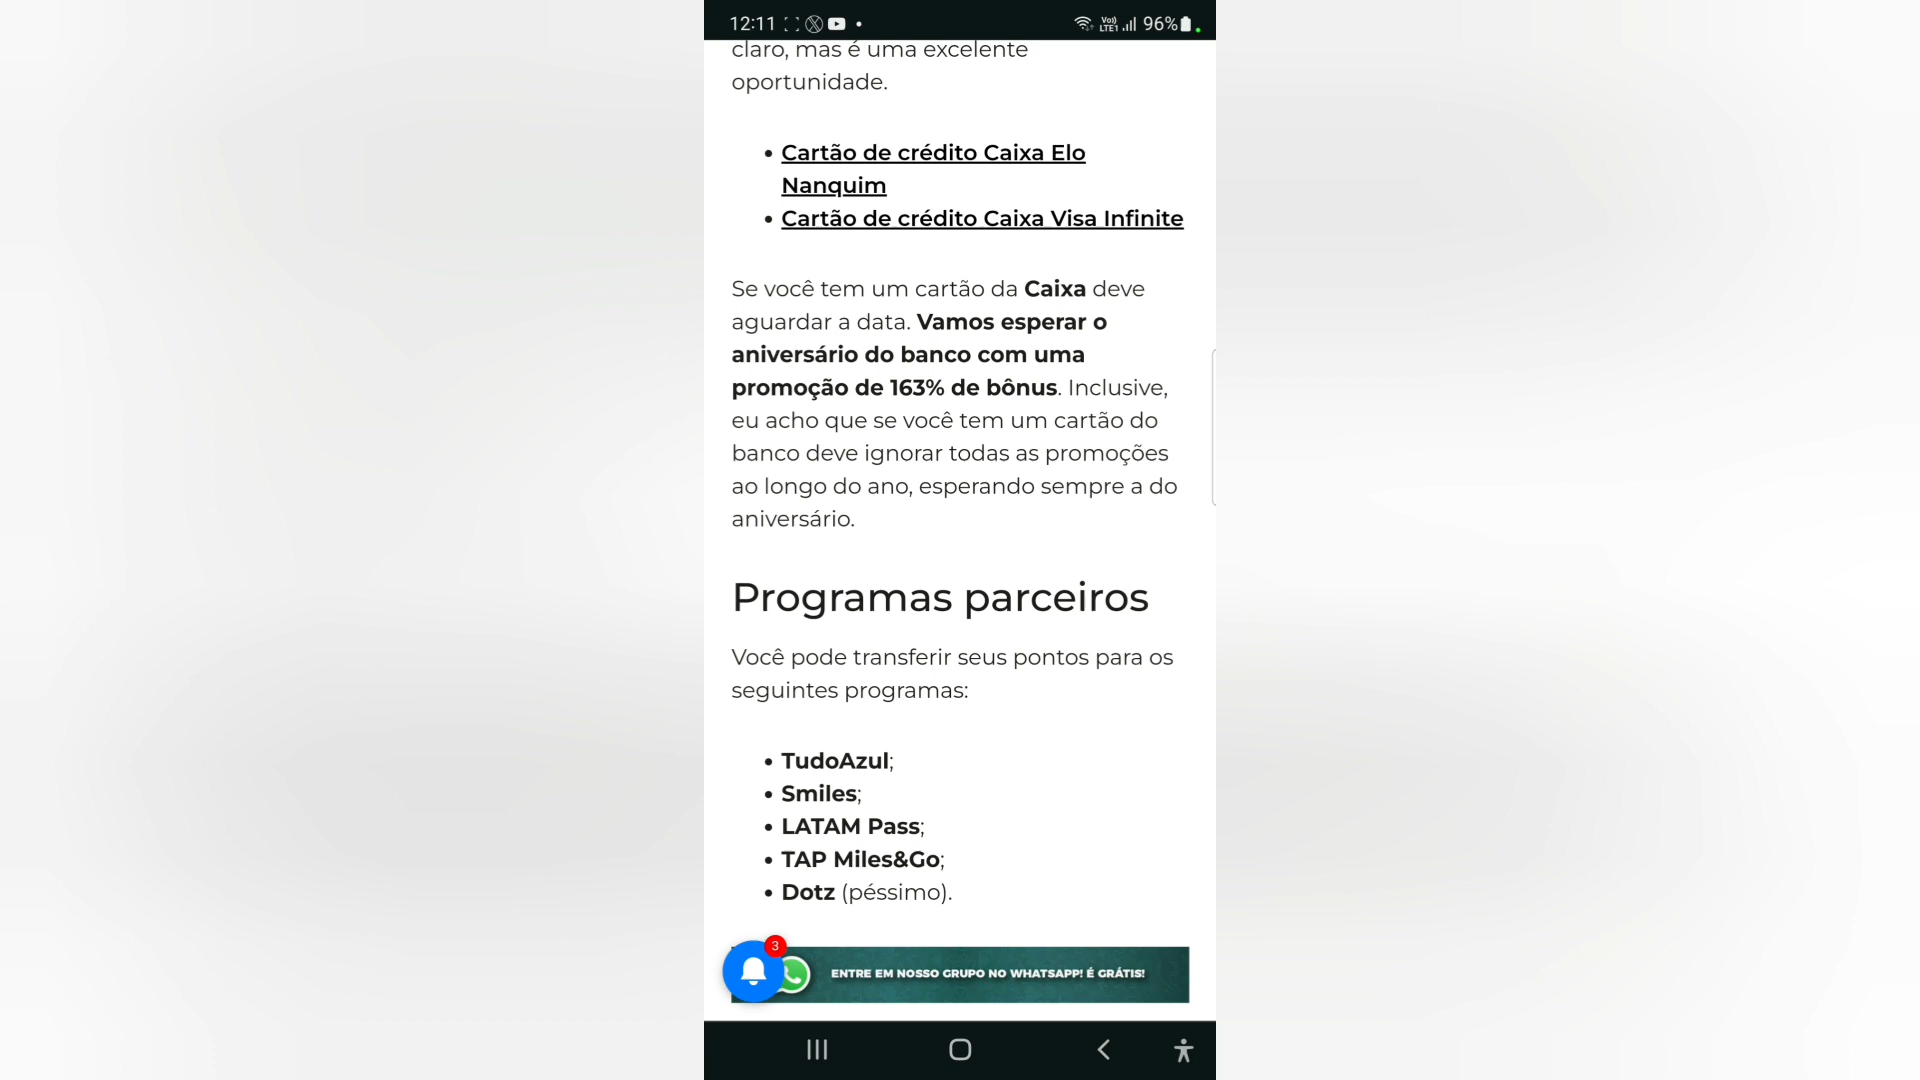 12:11
Vo)) LTE1 96%
claro, mas é uma excelente
oportunidade.
• Cartão de crédito Caixa Elo
Nanquim
• Cartão de crédito Caixa Visa Infinite
Se você tem um cartão da Caixa deve
aguardar a data. Vamos esperar o
aniversário do banco com uma
promoção de 163% de bônus. Inclusive,
eu acho que se você tem um cartão do
banco deve ignorar todas as promoções
ao longo do ano, esperando sempre a do
aniversário.
Programas parceiros
Você pode transferir seus pontos para os
seguintes programas:
• TudoAzul;
• Smiles;
• LATAM Pass;
• TAP Miles&Go;
• Dotz (péssimo).
3
ENTRE EM NOSSO GRUPO NO WHATSAPP! É GRÁTIS!